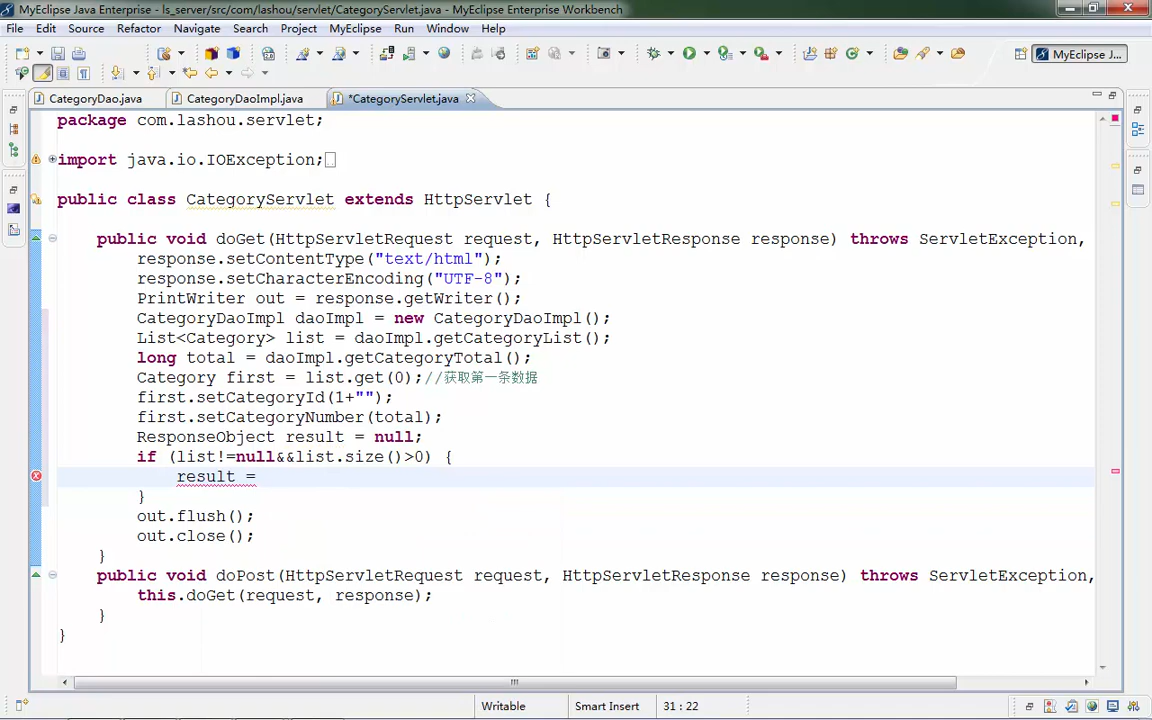 MyEclipse Java Enterprise - ls_server/src/com/lashou/servlet/CategoryServlet.java - MyEclipse Enterprise Workbench
File Edit Source Refactor Navigate Search Project MyEclipse Run Window Help
MyEclipse J...
CategoryDao.java CategoryDaoImpl.java *CategoryServlet.java
package com.lashou.servlet;
import java.io.IOException;
public class CategoryServlet extends HttpServlet {
public void doGet(HttpServletRequest request, HttpServletResponse response) throws ServletException,
response.setContentType("text/html");
response.setCharacterEncoding("UTF-8");
PrintWriter out = response.getWriter();
CategoryDaoImpl daoImpl = new CategoryDaoImpl();
List<Category> list = daoImpl.getCategoryList();
long total = daoImpl.getCategoryTotal();
Category first = list.get(0);//获取第一条数据
first.setCategoryId(1+"");
first.setCategoryNumber(total);
ResponseObject result = null;
if (list!=null&&list.size()>0) {
result =
}
out.flush();
out.close();
}
public void doPost(HttpServletRequest request, HttpServletResponse response) throws ServletException,
this.doGet(request, response);
}
}
Writable Smart Insert 31 : 22